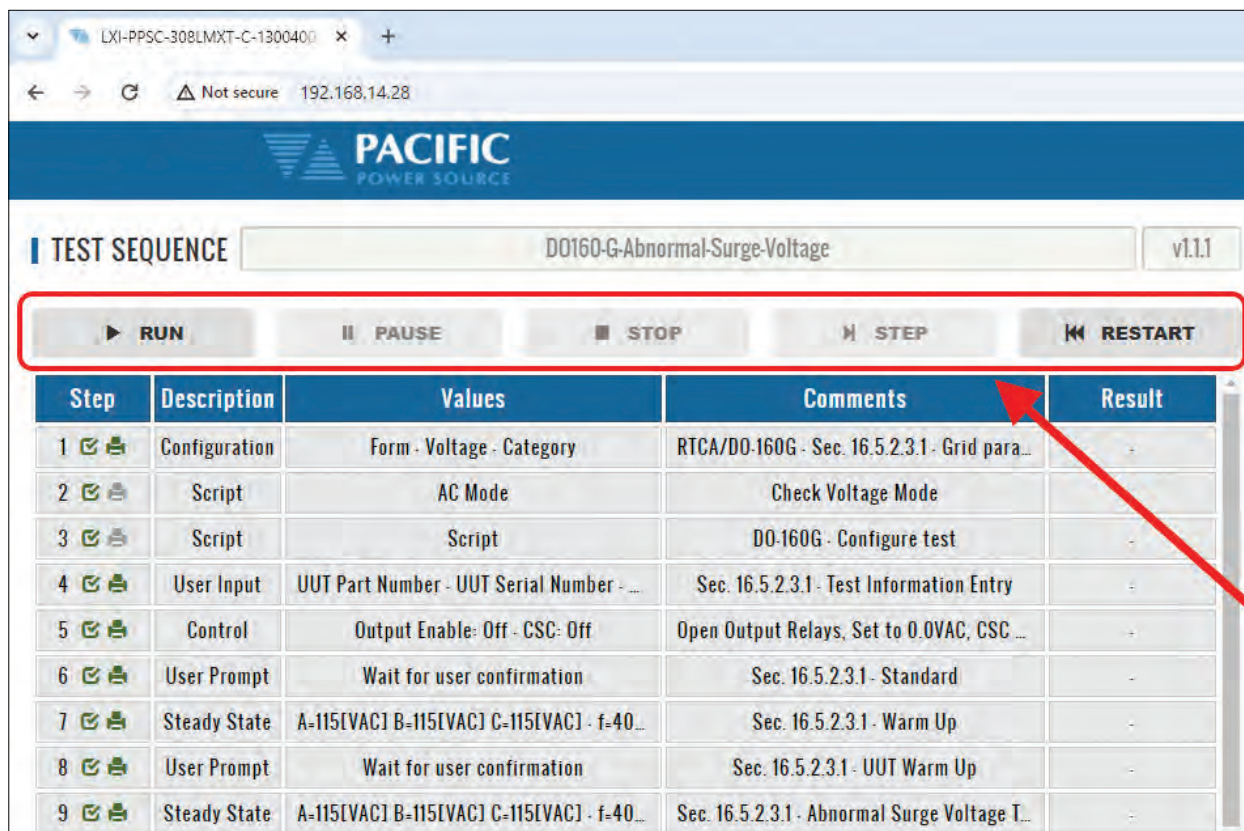 LXI-PPSC-308LMXT-C-1300400
Not secure 192.168.14.28
PACIFIC
POWER SOURCE
TEST SEQUENCE D0160-G-Abnormal-Surge-Voltage v1.1.1
RUN PAUSE STOP STEP RESTART
Step Description Values Comments Result
1 Configuration Form - Voltage - Category RTCA/DO-160G - Sec. 16.5.2.3.1 - Grid para... -
2 Script AC Mode Check Voltage Mode -
3 Script Script DO-160G - Configure test -
4 User Input UUT Part Number - UUT Serial Number - ... Sec. 16.5.2.3.1 - Test Information Entry -
5 Control Output Enable: Off - CSC: Off Open Output Relays, Set to 0.0VAC, CSC ... -
6 User Prompt Wait for user confirmation Sec. 16.5.2.3.1 - Standard -
7 Steady State A=115[VAC] B=115[VAC] C=115[VAC] - f=40... Sec. 16.5.2.3.1 - Warm Up -
8 User Prompt Wait for user confirmation Sec. 16.5.2.3.1 - UUT Warm Up -
9 Steady State A=115[VAC] B=115[VAC] C=115[VAC] - f=40... Sec. 16.5.2.3.1 - Abnormal Surge Voltage T... -